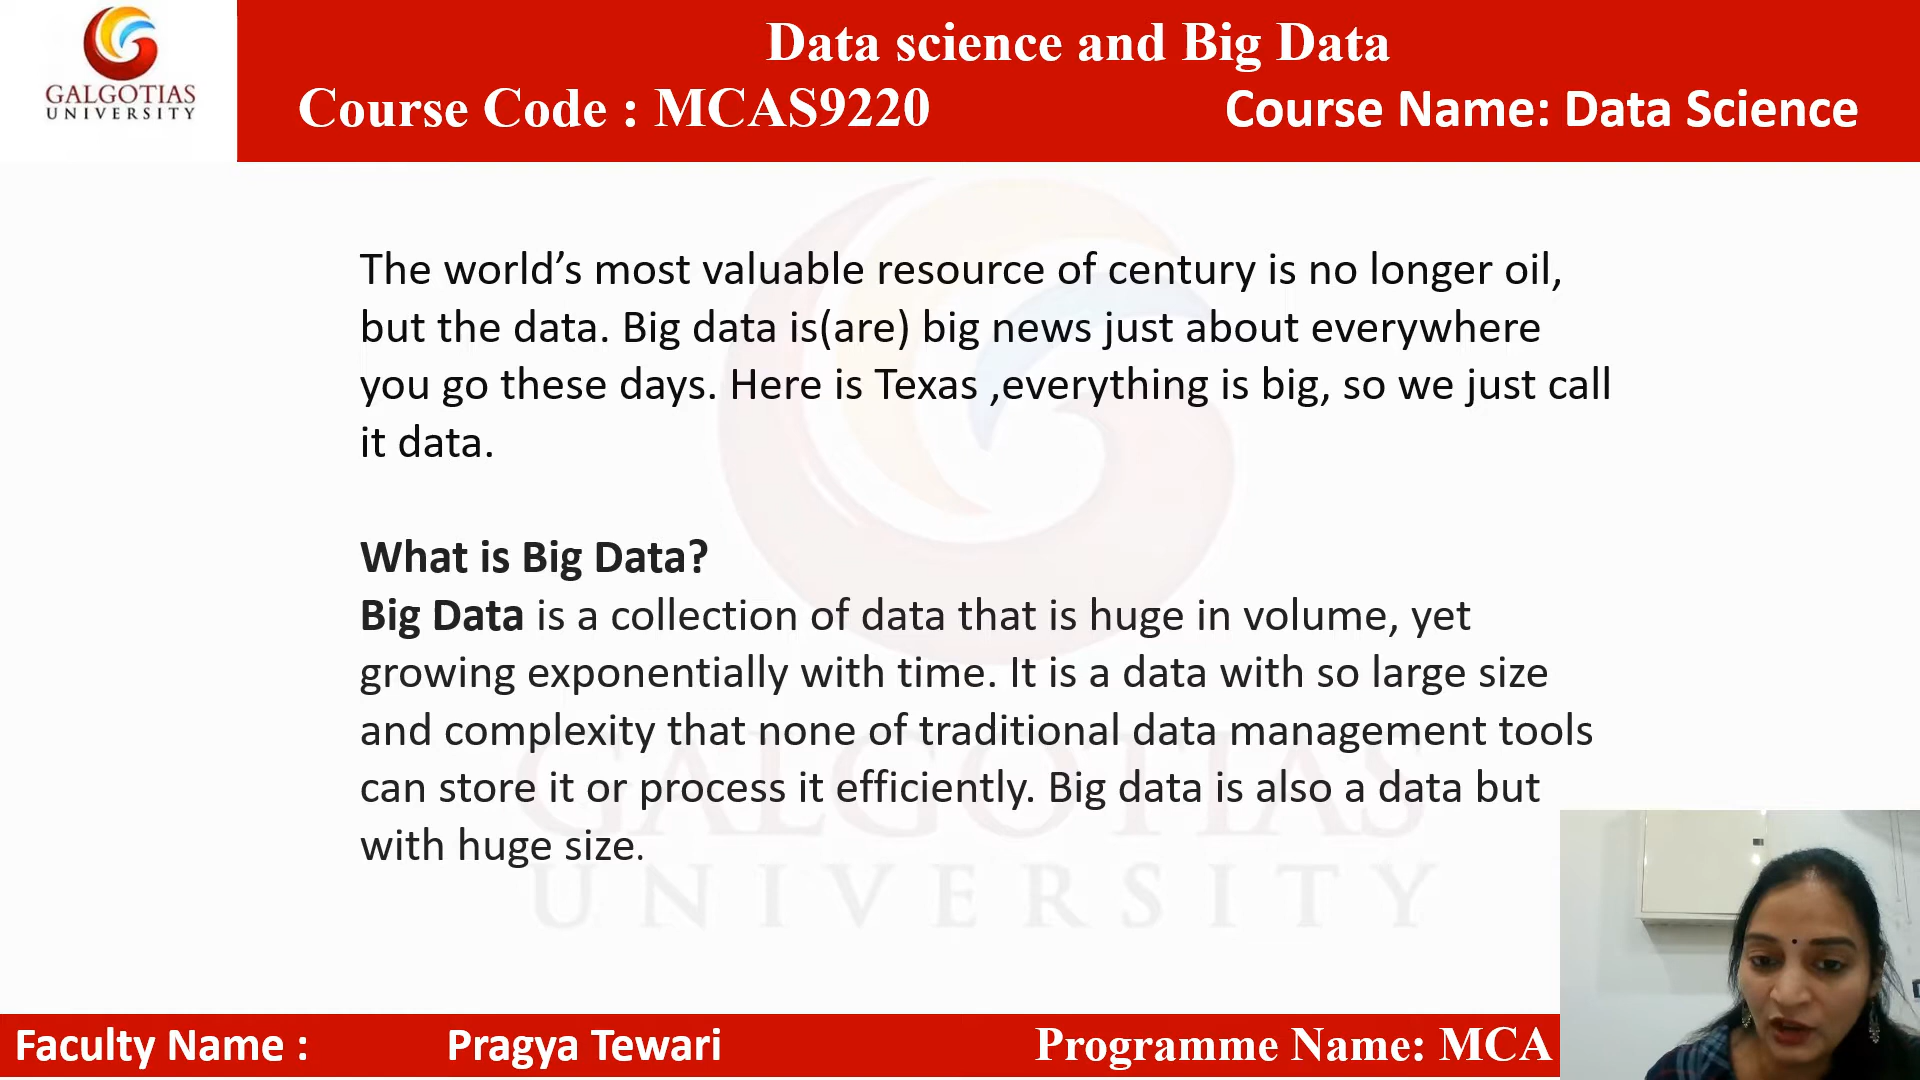 GALGOTIAS
UNIVERSITY
Data science and Big Data
Course Code : MCAS9220
Course Name: Data Science
The world’s most valuable resource of century is no longer oil,
but the data. Big data is(are) big news just about everywhere
you go these days. Here is Texas ,everything is big, so we just call
it data.
What is Big Data?
Big Data is a collection of data that is huge in volume, yet
growing exponentially with time. It is a data with so large size
and complexity that none of traditional data management tools
can store it or process it efficiently. Big data is also a data but
with huge size.
GALGOTIAS
UNIVERSITY
Faculty Name :
Pragya Tewari
Programme Name: MCA